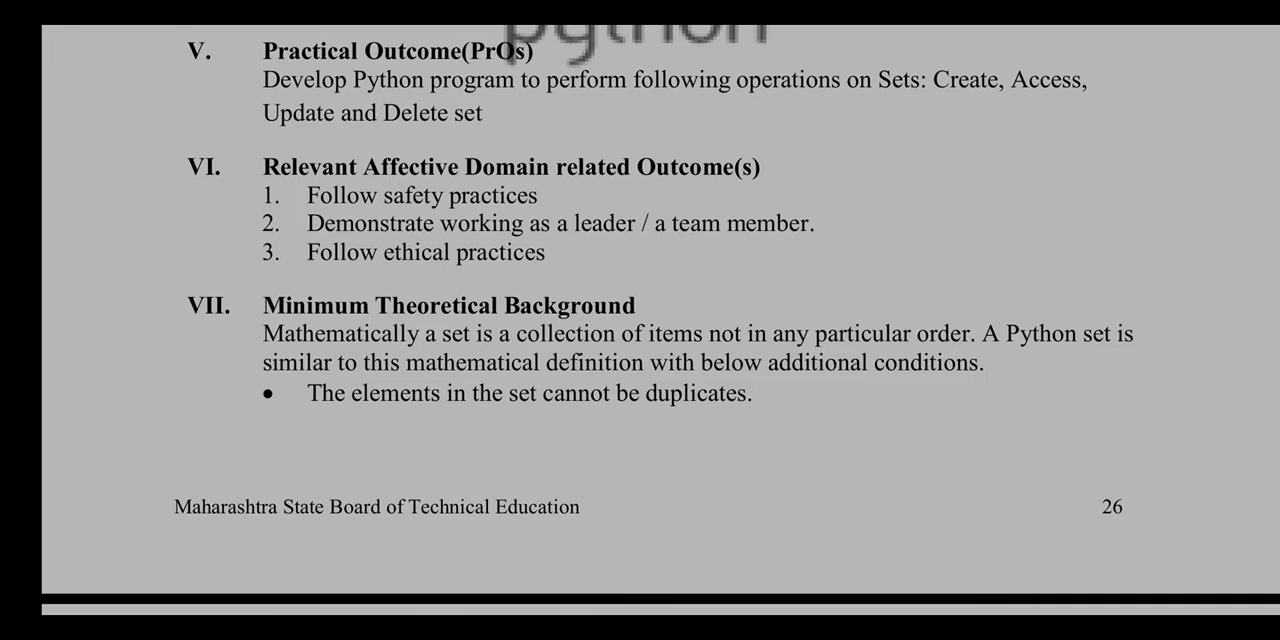 python
V. Practical Outcome(PrOs)
Develop Python program to perform following operations on Sets: Create, Access,
Update and Delete set
VI. Relevant Affective Domain related Outcome(s)
1. Follow safety practices
2. Demonstrate working as a leader / a team member.
3. Follow ethical practices
VII. Minimum Theoretical Background
Mathematically a set is a collection of items not in any particular order. A Python set is
similar to this mathematical definition with below additional conditions.
• The elements in the set cannot be duplicates.
Maharashtra State Board of Technical Education 26